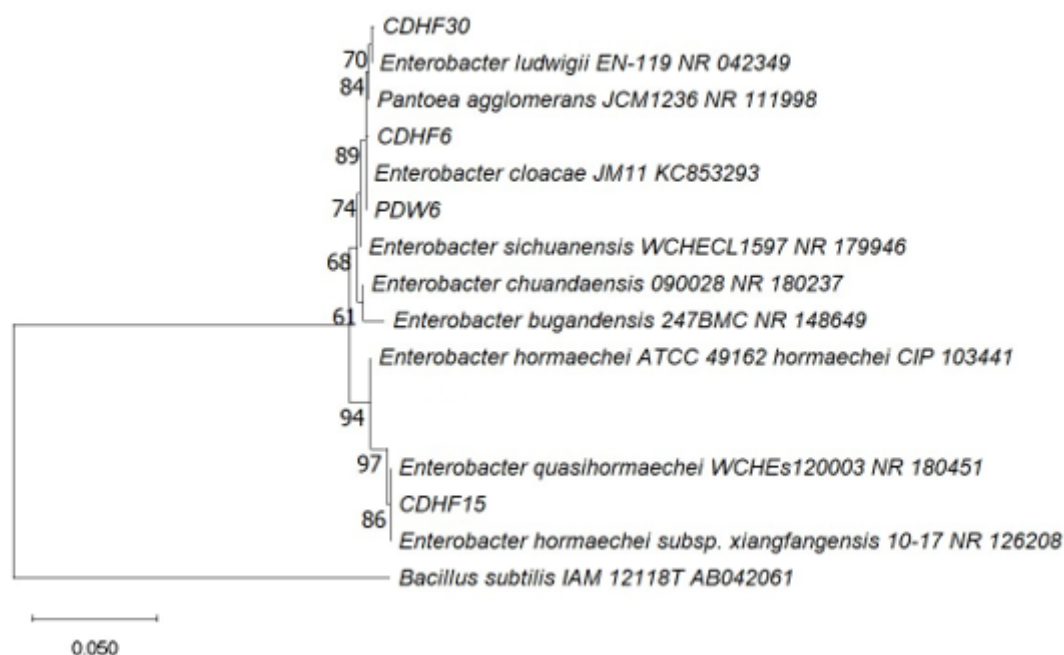 CDHF30
70
Enterobacter ludwigii EN-119 NR 042349
84
Pantoea agglomerans JCM1236 NR 111998
CDHF6
89
Enterobacter cloacae JM11 KC853293
74
PDW6
Enterobacter sichuanensis WCHECL1597 NR 179946
68
Enterobacter chuandaensis 090028 NR 180237
61
Enterobacter bugandensis 247BMC NR 148649
Enterobacter hormaechei ATCC 49162 hormaechei CIP 103441
94
97
Enterobacter quasihormaechei WCHEs120003 NR 180451
CDHF15
86
Enterobacter hormaechei subsp. xiangfangensis 10-17 NR 126208
Bacillus subtilis IAM 12118T AB042061
0.050